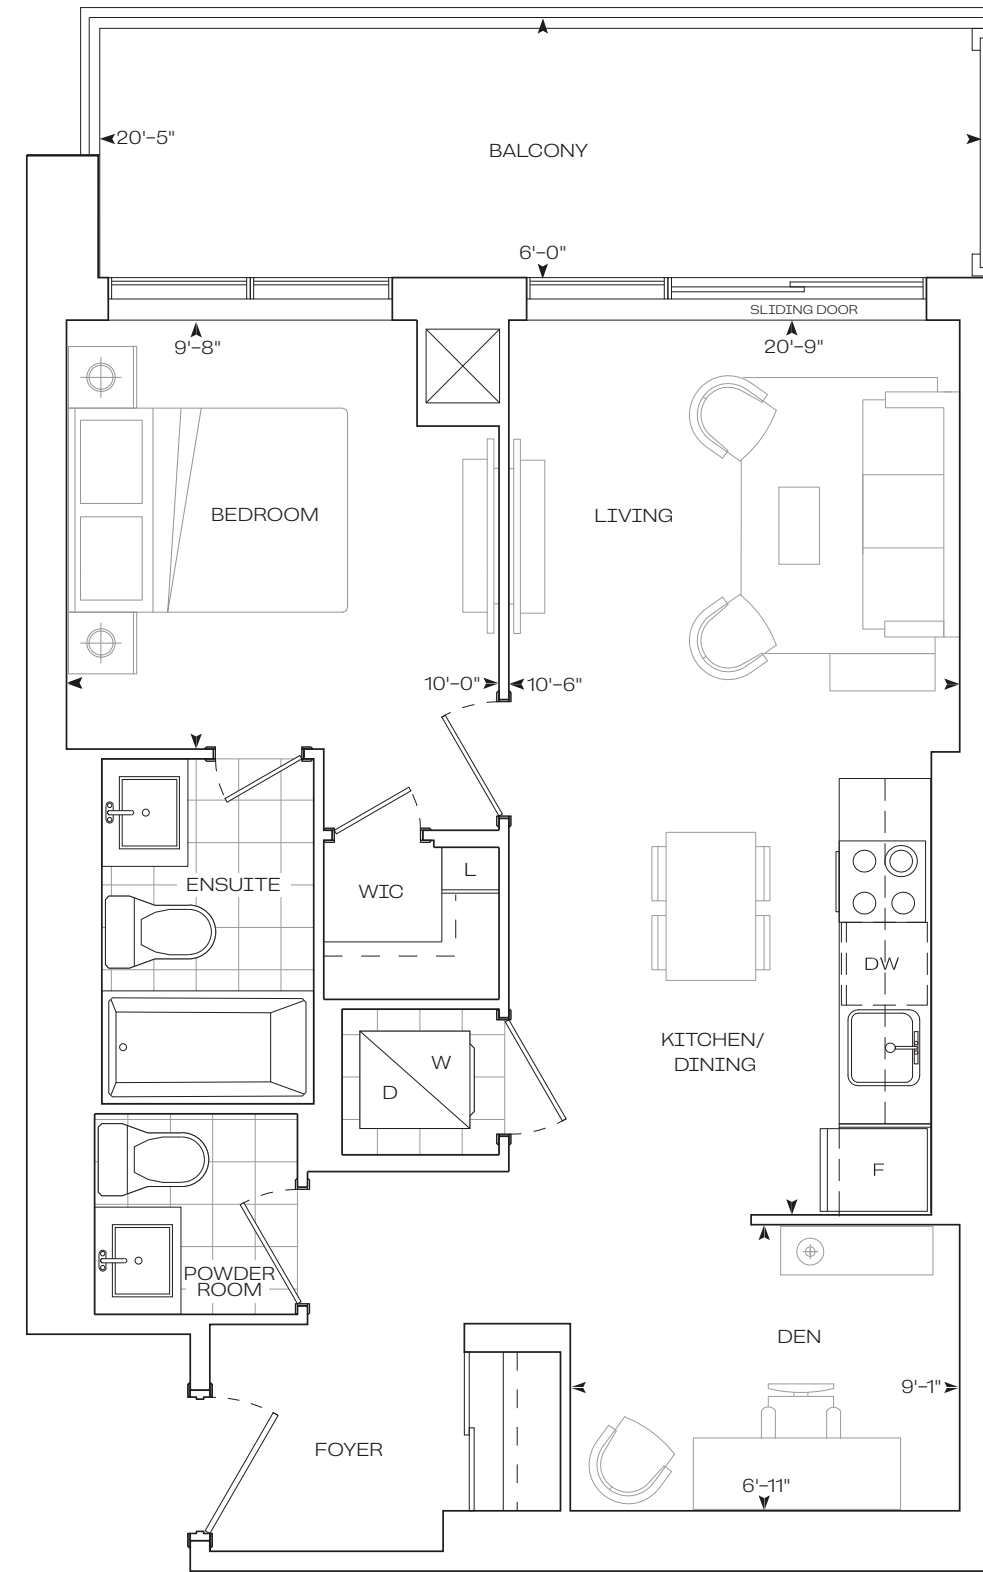 20'-5"
BALCONY
6'-0"
SLIDING DOOR
9'-8"
20'-9"
BEDROOM
LIVING
10'-0"
10'-6"
ENSUITE
WIC
L
DW
KITCHEN/
DINING
W
D
F
POWDER
ROOM
DEN
9'-1"
FOYER
6'-11"